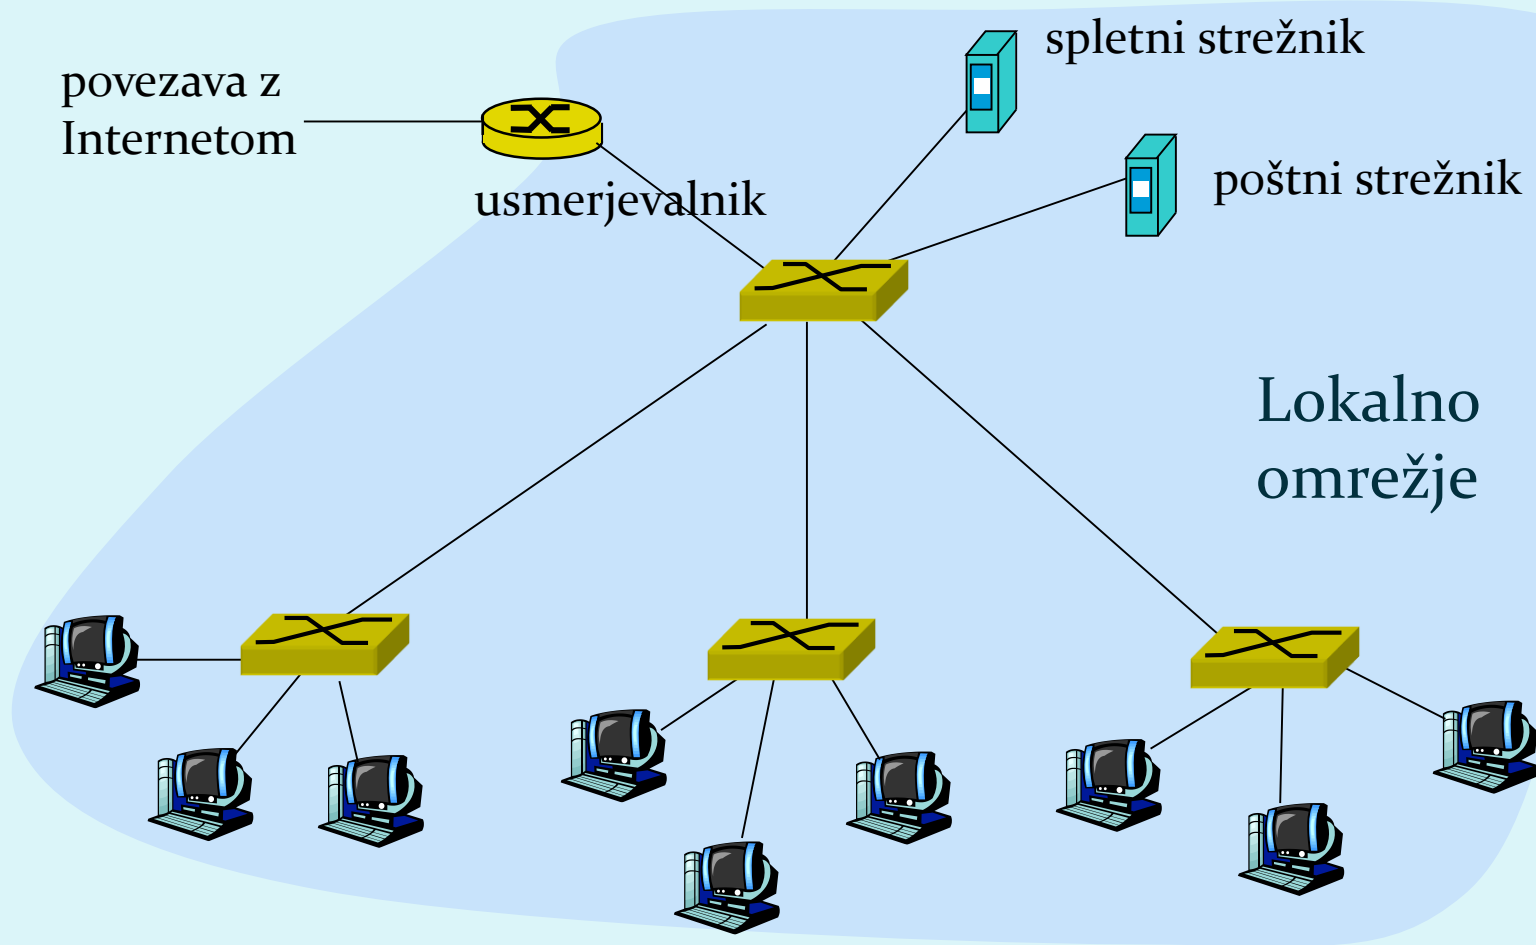 spletni strežnik
povezava z
Internetom
poštni strežnik
usmerjevalnik
Lokalno
omrežje